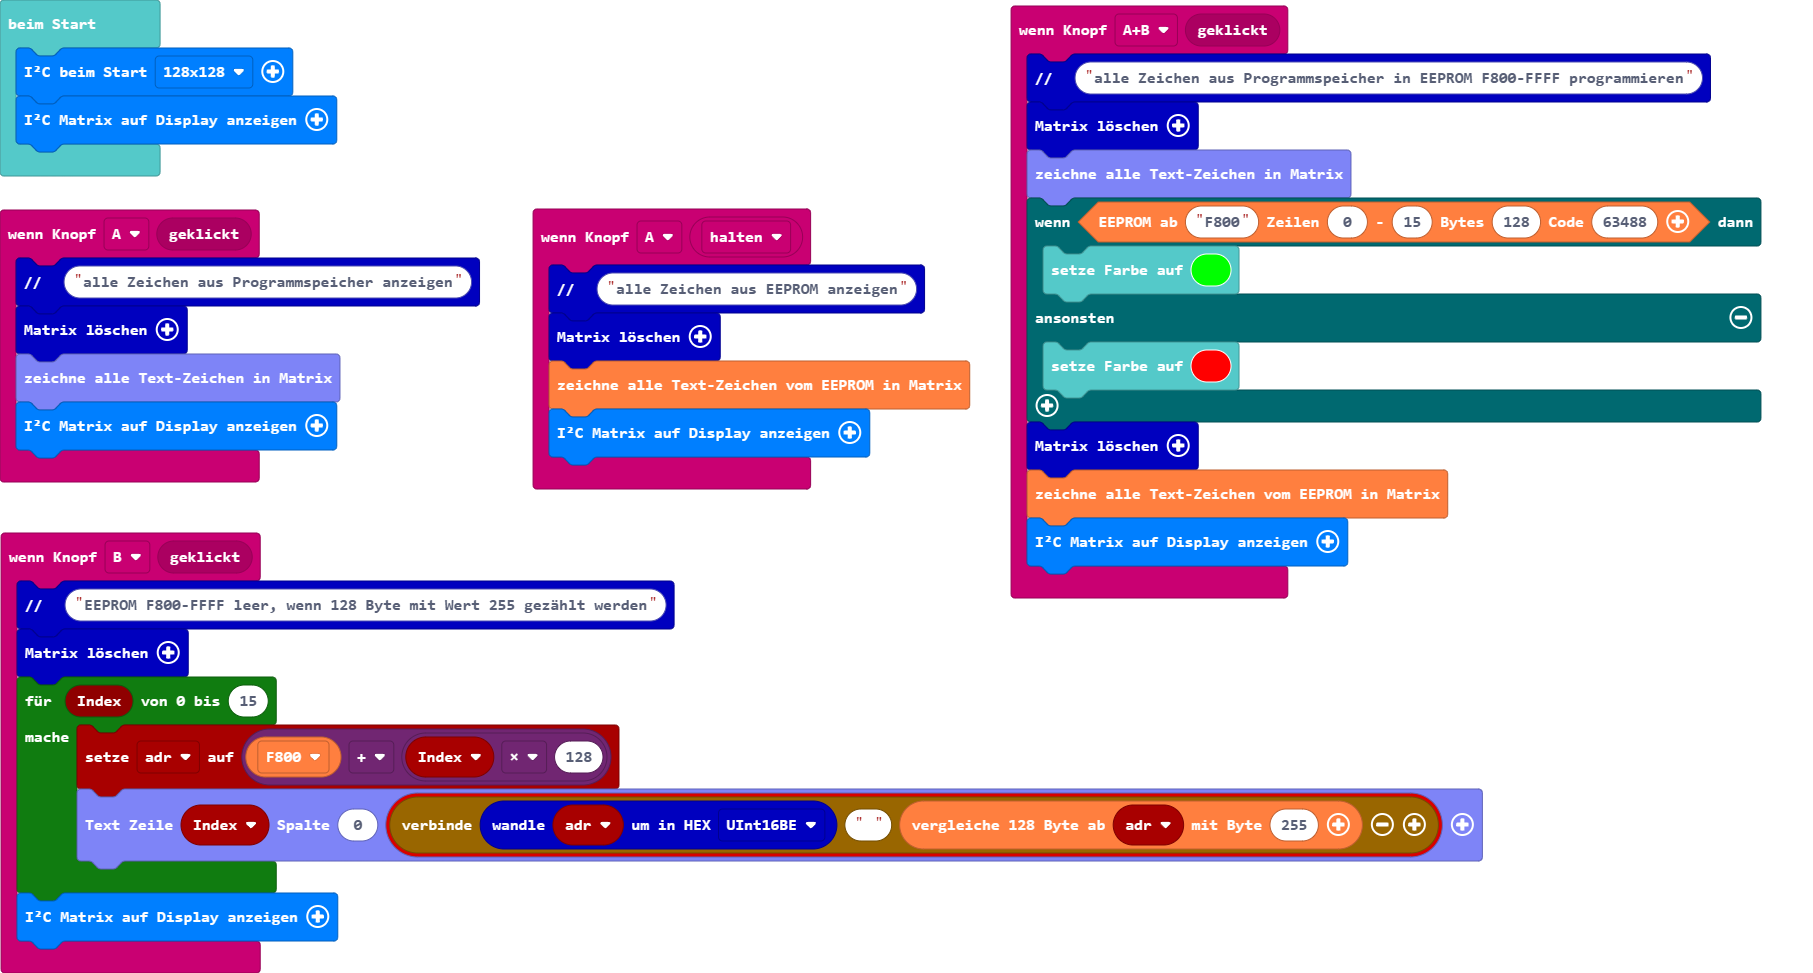 beim Start
I²C beim Start 128x128
I²C Matrix auf Display anzeigen
wenn Knopf A geklickt
// "alle Zeichen aus Programmspeicher anzeigen"
Matrix löschen
zeichne alle Text-Zeichen in Matrix
I²C Matrix auf Display anzeigen
wenn Knopf A halten
// "alle Zeichen aus EEPROM anzeigen"
Matrix löschen
zeichne alle Text-Zeichen vom EEPROM in Matrix
I²C Matrix auf Display anzeigen
wenn Knopf A+B geklickt
// "alle Zeichen aus Programmspeicher in EEPROM F800-FFFF programmieren"
Matrix löschen
zeichne alle Text-Zeichen in Matrix
wenn EEPROM ab "F800" Zeilen 0 - 15 Bytes 128 Code 63488 dann
setze Farbe auf
ansonsten
setze Farbe auf
Matrix löschen
zeichne alle Text-Zeichen vom EEPROM in Matrix
I²C Matrix auf Display anzeigen
wenn Knopf B geklickt
// "EEPROM F800-FFFF leer, wenn 128 Byte mit Wert 255 gezählt werden"
Matrix löschen
für Index von 0 bis 15
mache
setze adr auf F800 + Index × 128
Text Zeile Index Spalte 0 verbinde wandle adr um in HEX UInt16BE " " vergleiche 128 Byte ab adr mit Byte 255
I²C Matrix auf Display anzeigen